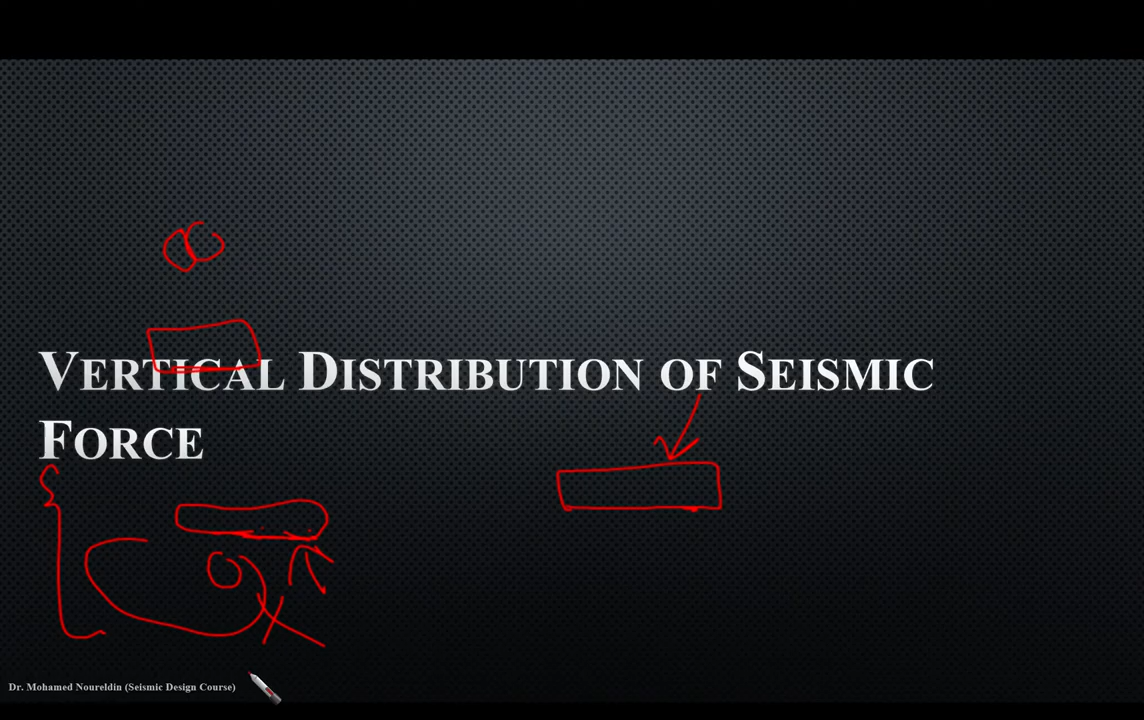 VERTICAL DISTRIBUTION OF SEISMIC
FORCE
Dr. Mohamed Noureldin (Seismic Design Course)